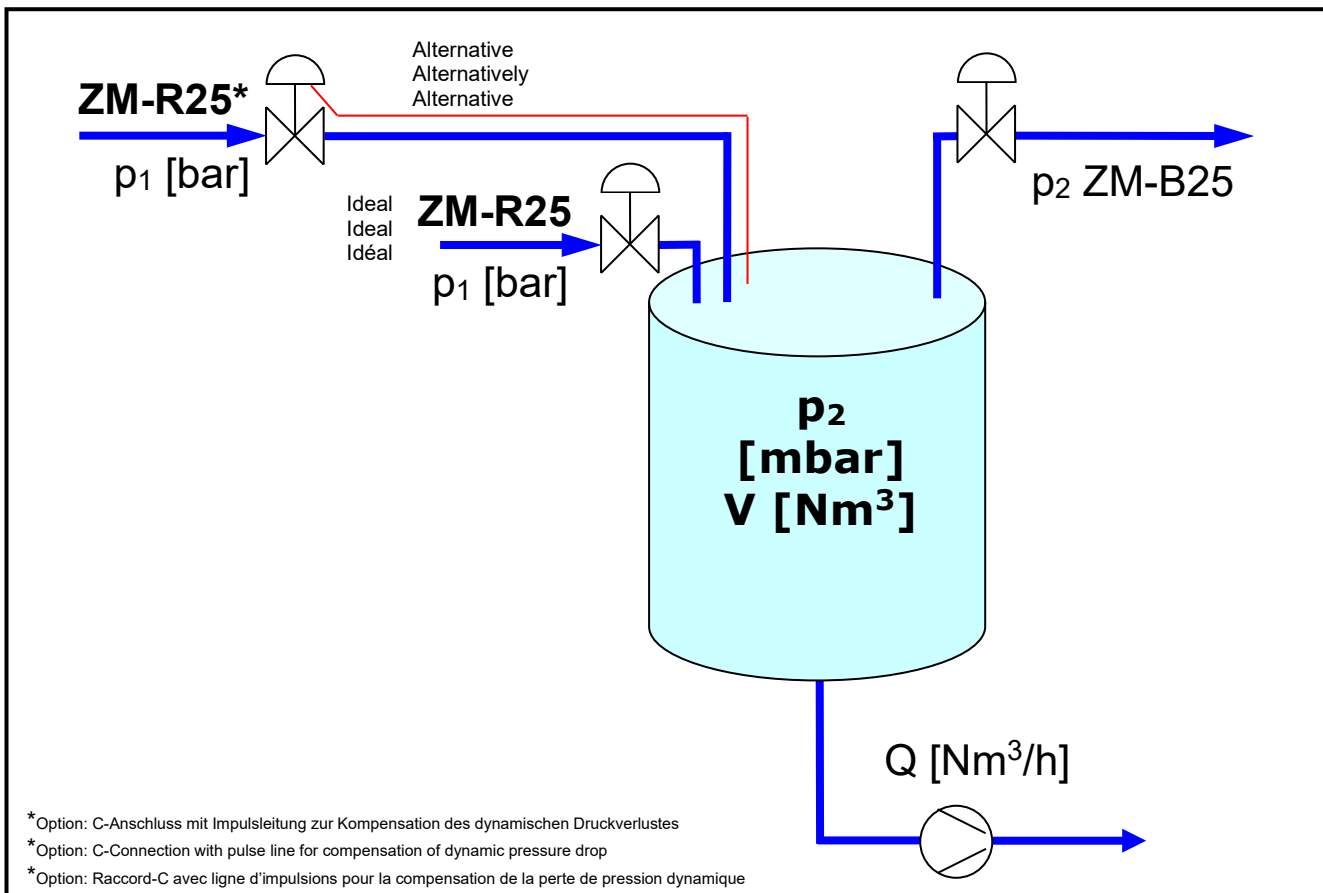 Alternative
Alternatively
Alternative
ZM-R25*
p₁ [bar]
p₂ ZM-B25
Ideal
Ideal
Idéal
ZM-R25
p₁ [bar]
p₂
[mbar]
V [Nm³]
Q [Nm³/h]
*Option: C-Anschluss mit Impulsleitung zur Kompensation des dynamischen Druckverlustes
*Option: C-Connection with pulse line for compensation of dynamic pressure drop
*Option: Raccord-C avec ligne d’impulsions pour la compensation de la perte de pression dynamique